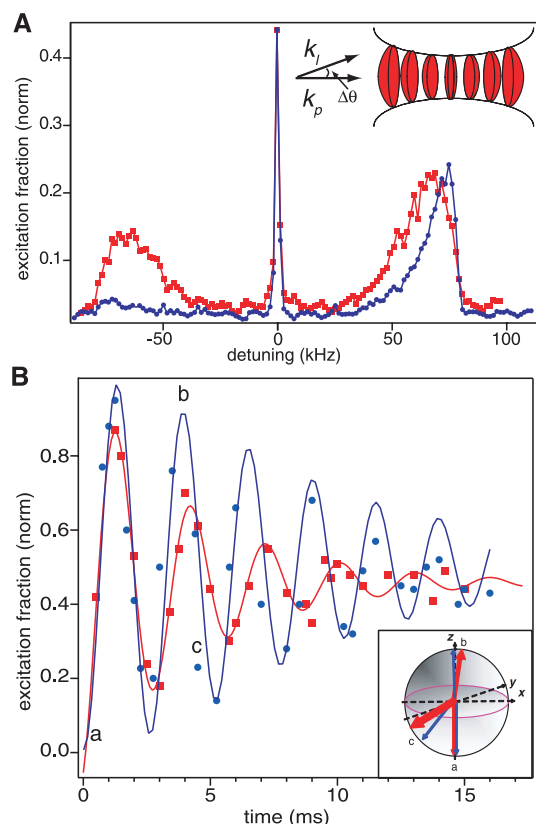 A
excitation fraction (norm)
0.4
0.3
0.2
0.1
k_l
k_p
Δθ
-50
0
50
100
detuning (kHz)
B
excitation fraction (norm)
0.8
0.6
0.4
0.2
0.0
a
b
c
0
5
10
15
time (ms)
z
b
y
x
c
a